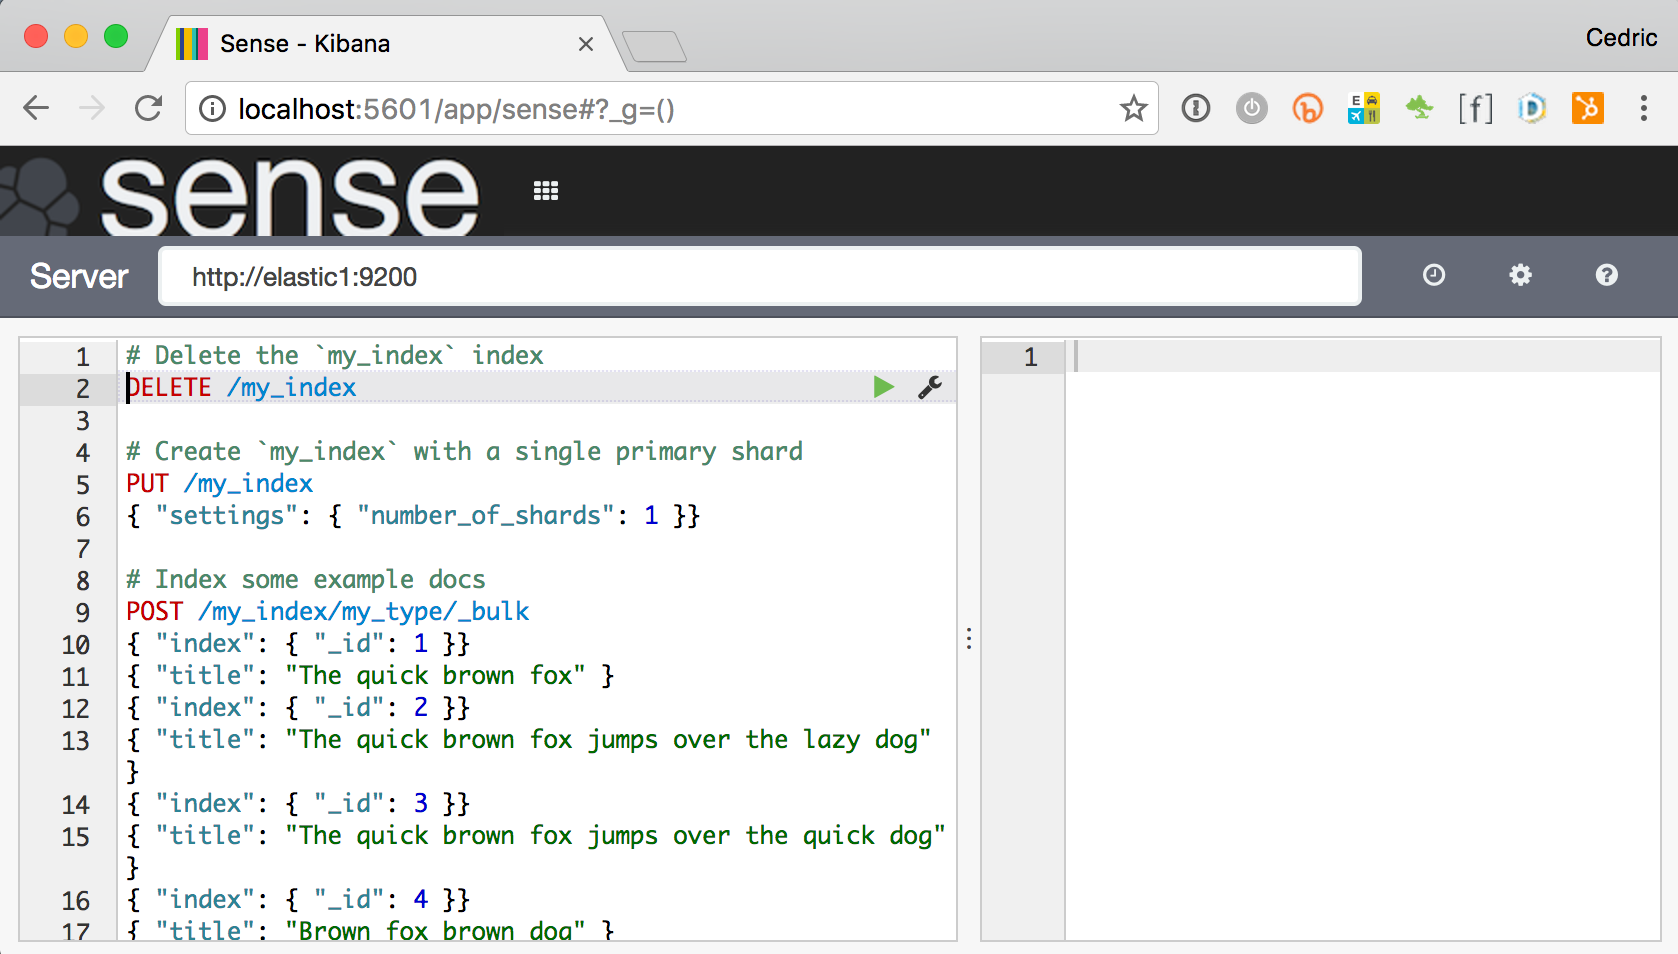 Sense - Kibana
Cedric
localhost:5601/app/sense#?_g=()
E
[f]
D
sense
Server
http://elastic1:9200
1 # Delete the `my_index` index
2 DELETE /my_index
3
4 # Create `my_index` with a single primary shard
5 PUT /my_index
6 { "settings": { "number_of_shards": 1 }}
7
8 # Index some example docs
9 POST /my_index/my_type/_bulk
10 { "index": { "_id": 1 }}
11 { "title": "The quick brown fox" }
12 { "index": { "_id": 2 }}
13 { "title": "The quick brown fox jumps over the lazy dog"
}
14 { "index": { "_id": 3 }}
15 { "title": "The quick brown fox jumps over the quick dog"
}
16 { "index": { "_id": 4 }}
17 { "title": "Brown fox brown dog" }
1